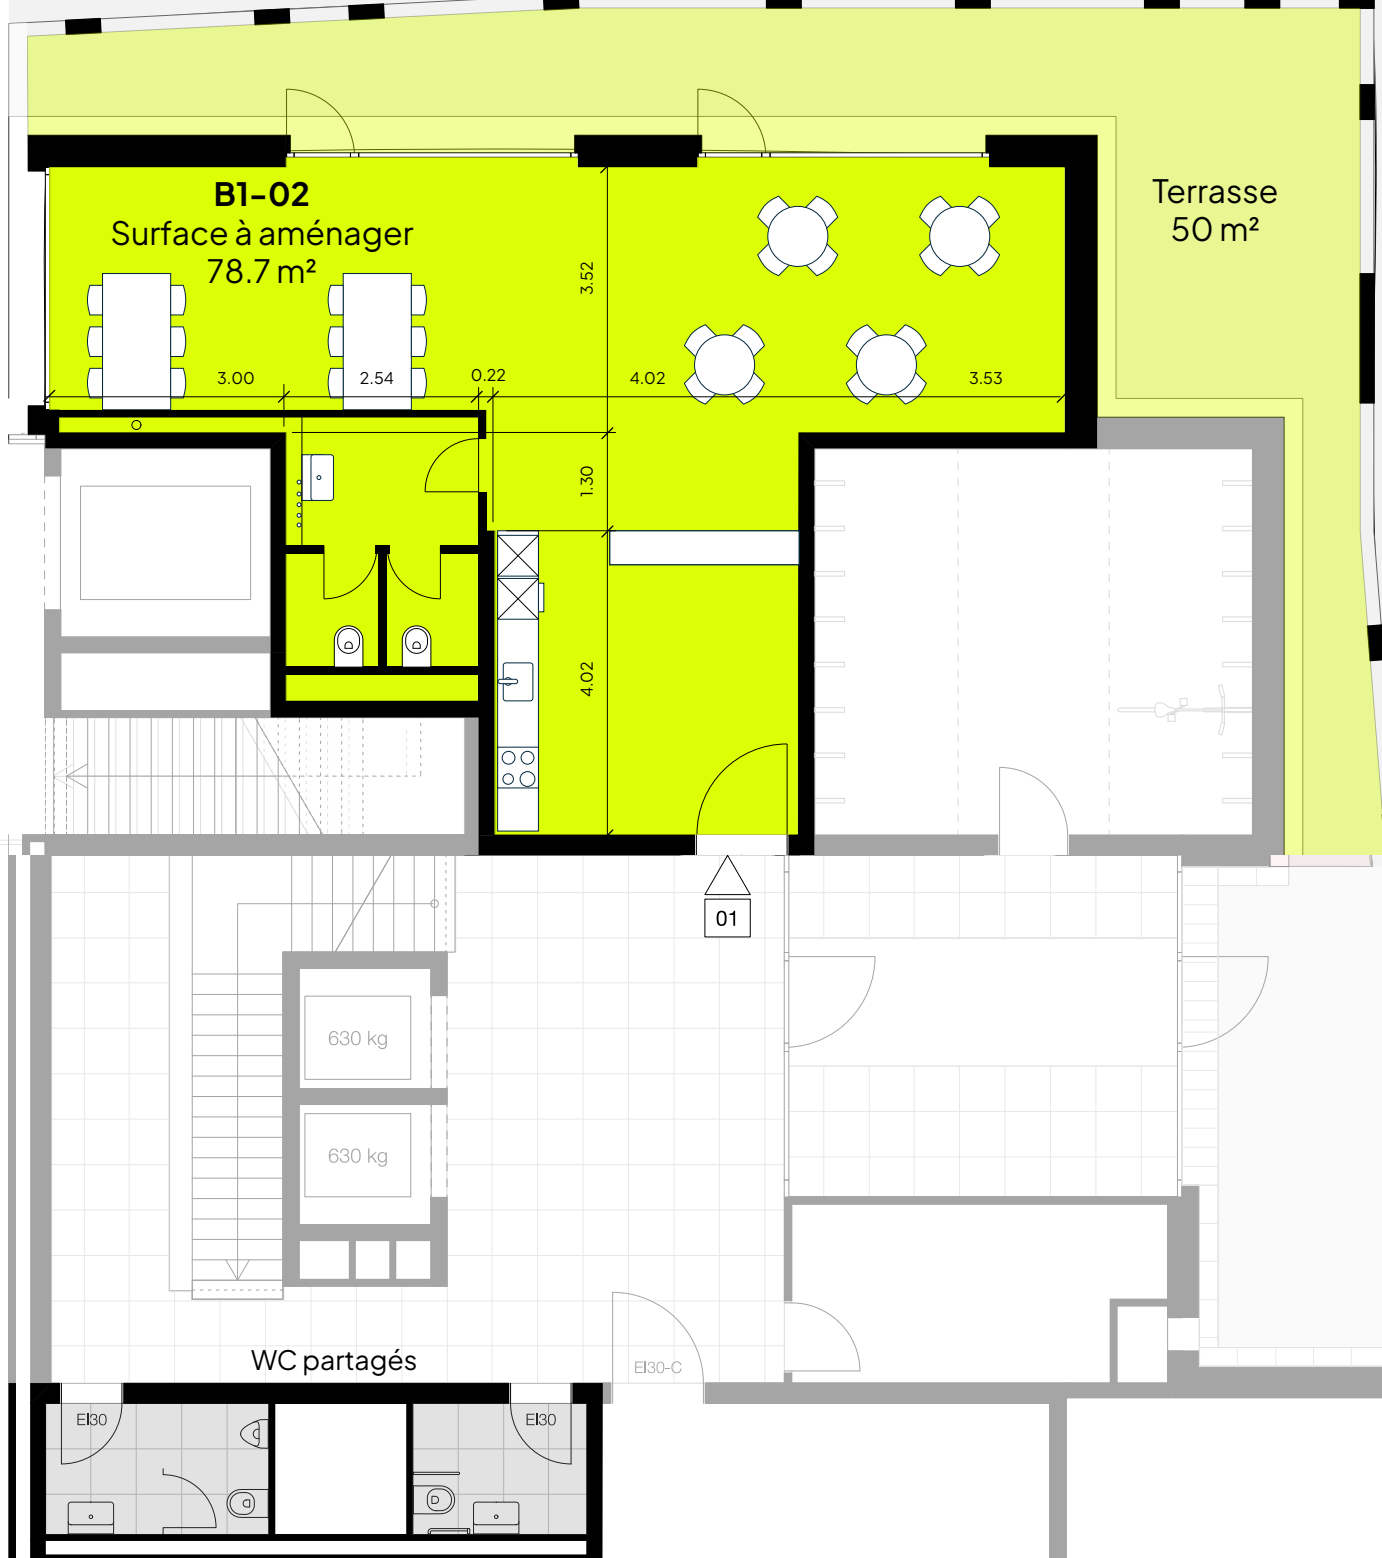 B1-02
Surface à aménager
78.7 m²
Terrasse
50 m²
3.52
3.00
2.54
0.22
4.02
3.53
1.30
4.02
01
630 kg
630 kg
WC partagés
EI30-C
EI30
EI30